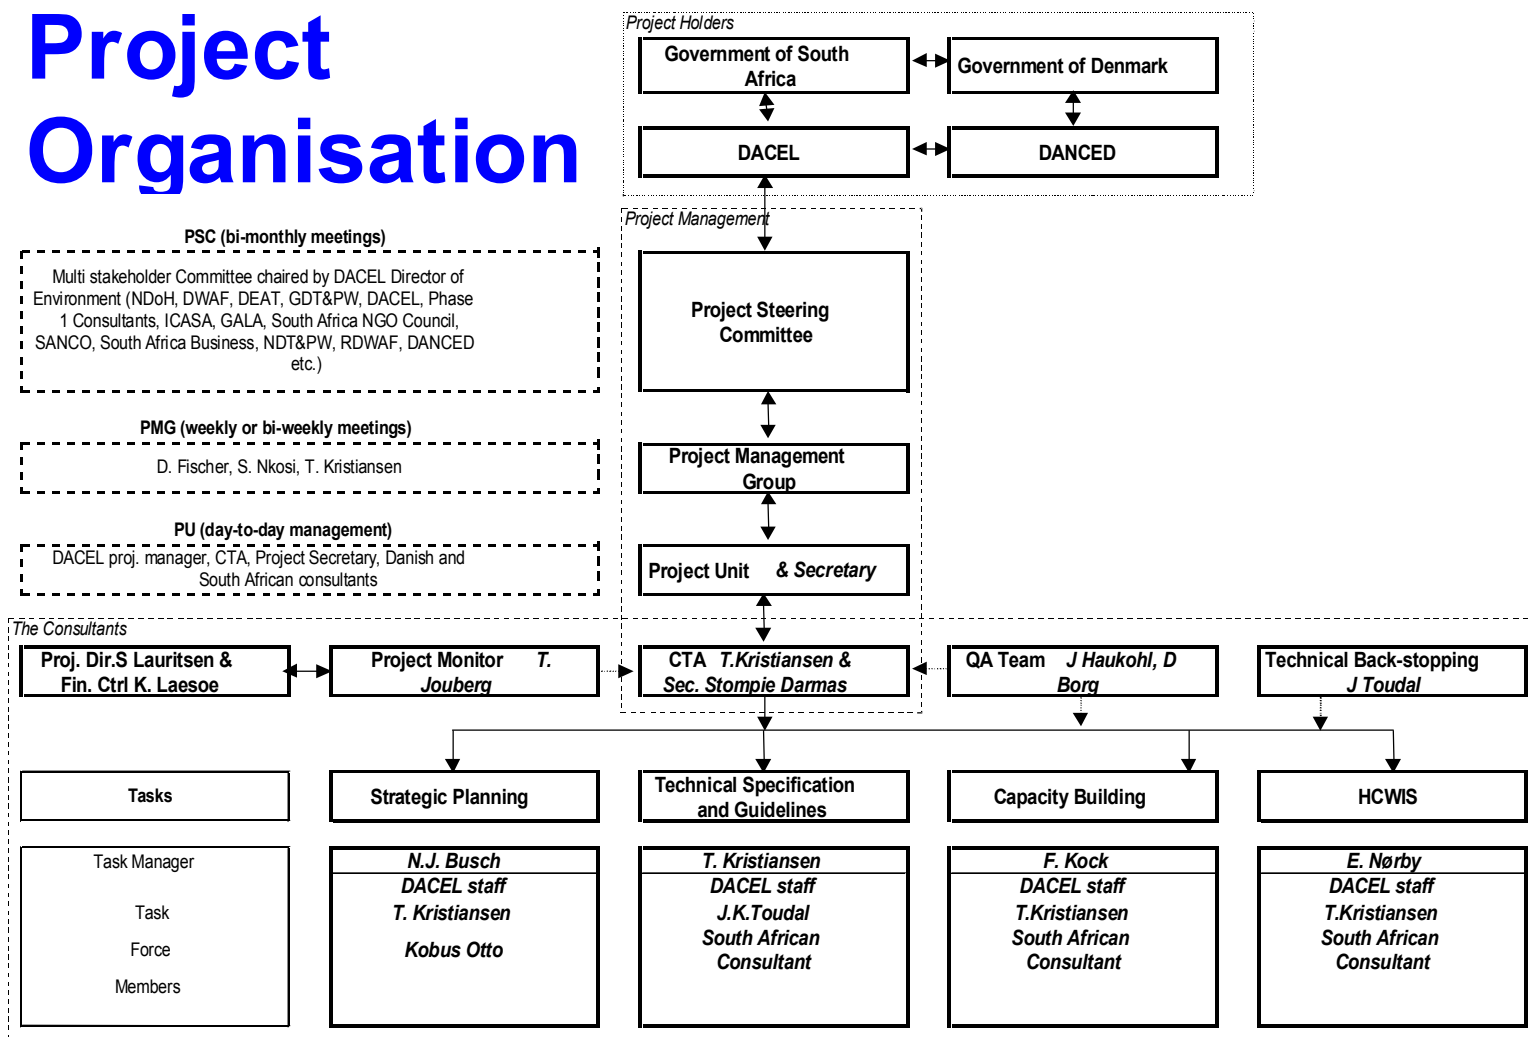 Project
Organisation
Project Holders
Government of South
Africa
Government of Denmark
DACEL
DANCED
Project Management
PSC (bi-monthly meetings)
Multi stakeholder Committee chaired by DACEL Director of
Environment (NDoH, DWAF, DEAT, GDT&PW, DACEL, Phase
1 Consultants, ICASA, GALA, South Africa NGO Council,
SANCO, South Africa Business, NDT&PW, RDWAF, DANCED
etc.)
Project Steering
Committee
PMG (weekly or bi-weekly meetings)
D. Fischer, S. Nkosi, T. Kristiansen
Project Management
Group
PU (day-to-day management)
DACEL proj. manager, CTA, Project Secretary, Danish and
South African consultants
Project Unit & Secretary
The Consultants
Proj. Dir.S Lauritsen &
Fin. Ctrl K. Laesoe
Project Monitor T.
Jouberg
CTA T.Kristiansen &
Sec. Stompie Darmas
QA Team J Haukohl, D
Borg
Technical Back-stopping
J Toudal
Tasks
Strategic Planning
Technical Specification
and Guidelines
Capacity Building
HCWIS
Task Manager
Task
Force
Members
N.J. Busch
DACEL staff
T. Kristiansen
Kobus Otto
T. Kristiansen
DACEL staff
J.K.Toudal
South African
Consultant
F. Kock
DACEL staff
T.Kristiansen
South African
Consultant
E. Nørby
DACEL staff
T.Kristiansen
South African
Consultant